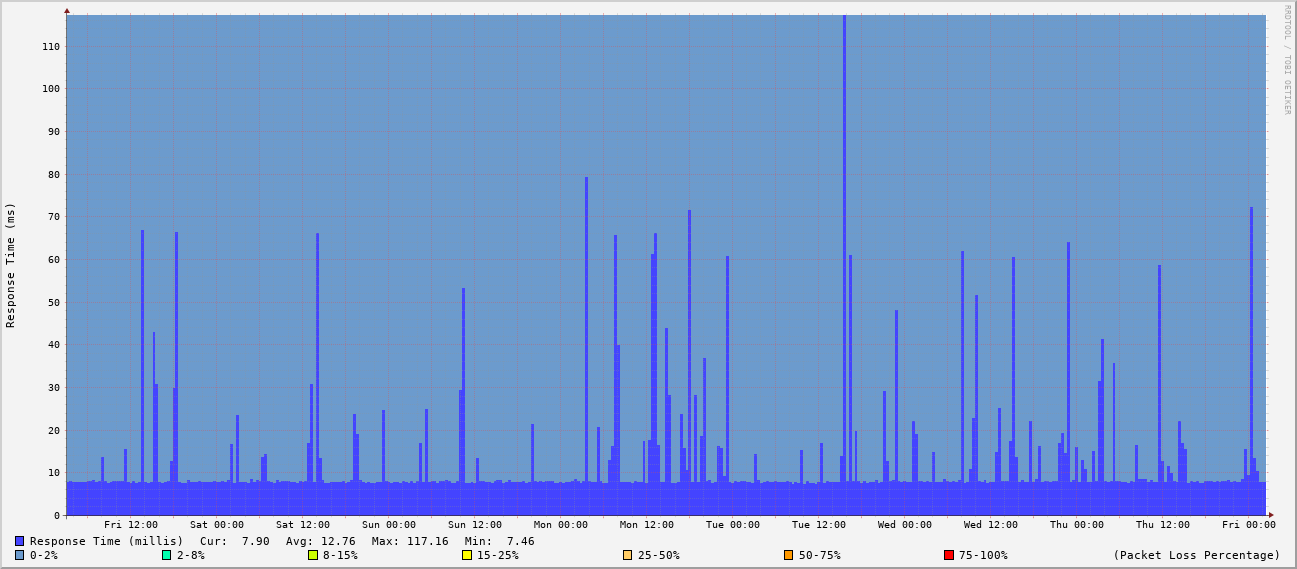 RRDTOOL / TOBI OETIKER
Response Time (ms)
110
100
90
80
70
60
50
40
30
20
10
0
Fri 12:00 Sat 00:00 Sat 12:00 Sun 00:00 Sun 12:00 Mon 00:00 Mon 12:00 Tue 00:00 Tue 12:00 Wed 00:00 Wed 12:00 Thu 00:00 Thu 12:00 Fri 00:00
Response Time (millis) Cur: 7.90 Avg: 12.76 Max: 117.16 Min: 7.46
0-2% 2-8% 8-15% 15-25% 25-50% 50-75% 75-100% (Packet Loss Percentage)